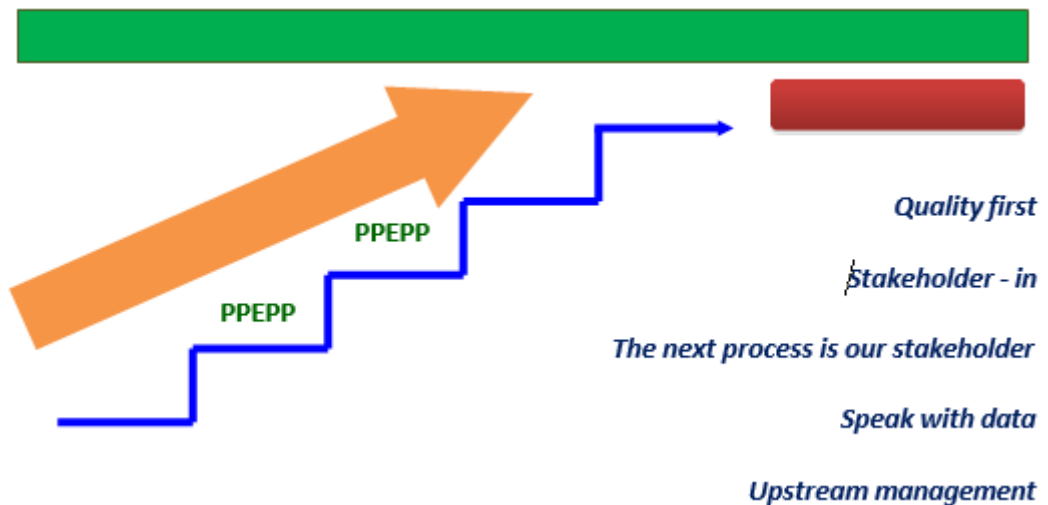 Quality first
PPEPP
Stakeholder - in
PPEPP
The next process is our stakeholder
Speak with data
Upstream management